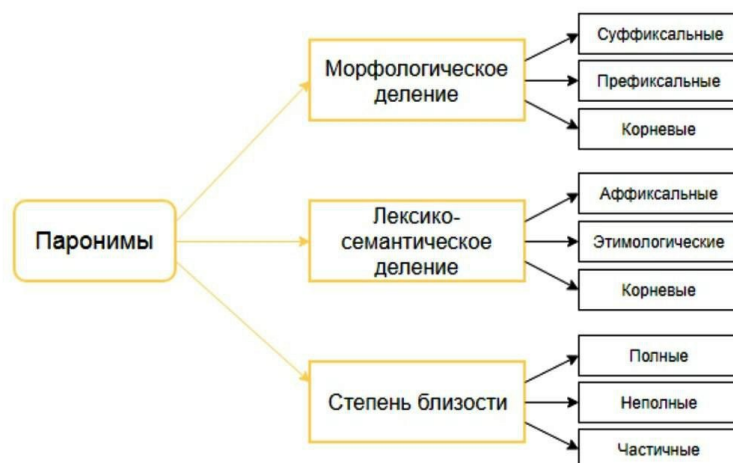 Паронимы
Морфологическое
деление
Суффиксальные
Префиксальные
Корневые
Лексико-
семантическое
деление
Аффиксальные
Этимологические
Корневые
Степень близости
Полные
Неполные
Частичные